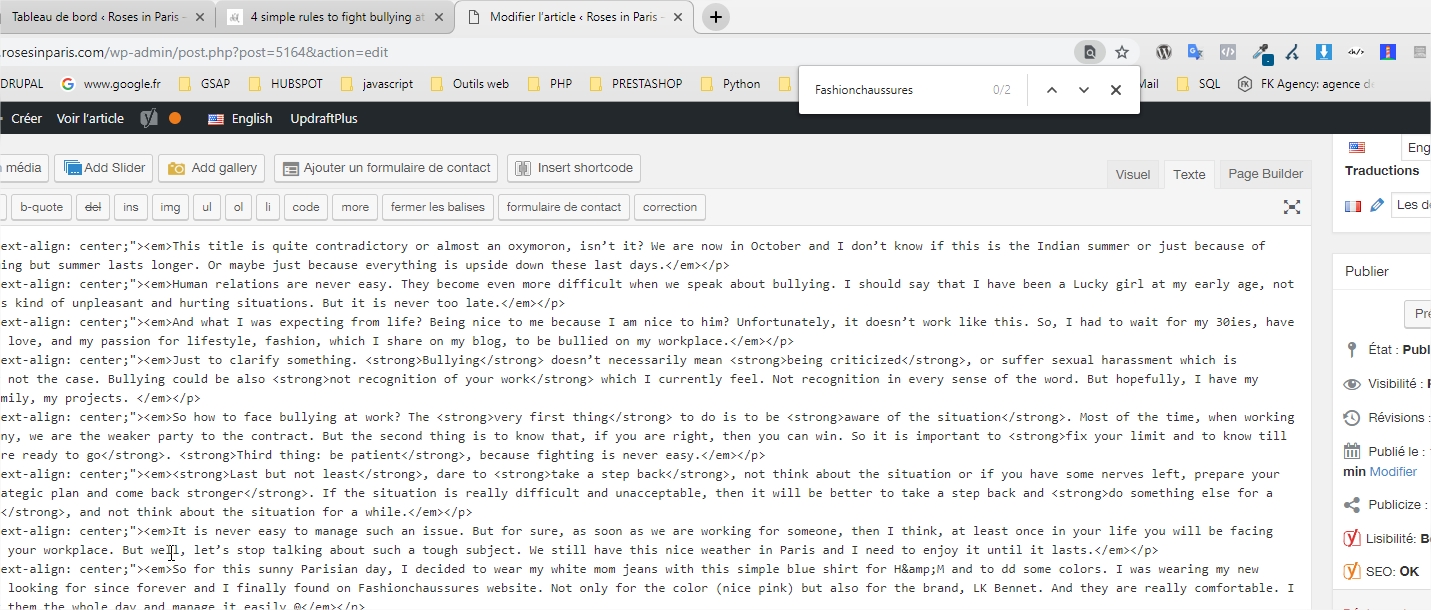 Tableau de bord ‹ Roses in Paris - 4 simple rules to fight bullying at Modifier l'article ‹ Roses in Paris -
.rosesinparis.com/wp-admin/post.php?post=5164&action=edit
DRUPAL www.google.fr GSAP HUBSPOT javascript Outils web PHP PRESTASHOP Python Mail SQL FK Agency: agence d
Fashionchaussures 0/2
Créer Voir l'article English UpdraftPlus
média Add Slider Add gallery Ajouter un formulaire de contact Insert shortcode
Visuel Texte Page Builder
b-quote del ins img ul ol li code more fermer les balises formulaire de contact correction
ext-align: center;"><em>This title is quite contradictory or almost an oxymoron, isn't it? We are now in October and I don't know if this is the Indian summer or just because of
ing but summer lasts longer. Or maybe just because everything is upside down these last days.</em></p>
ext-align: center;"><em>Human relations are never easy. They become even more difficult when we speak about bullying. I should say that I have been a Lucky girl at my early age, not
s kind of unpleasant and hurting situations. But it is never too late.</em></p>
ext-align: center;"><em>And what I was expecting from life? Being nice to me because I am nice to him? Unfortunately, it doesn't work like this. So, I had to wait for my 30ies, have
love, and my passion for lifestyle, fashion, which I share on my blog, to be bullied on my workplace.</em></p>
ext-align: center;"><em>Just to clarify something. <strong>Bullying</strong> doesn't necessarily mean <strong>being criticized</strong>, or suffer sexual harassment which is
not the case. Bullying could be also <strong>not recognition of your work</strong> which I currently feel. Not recognition in every sense of the word. But hopefully, I have my
mily, my projects. </em></p>
ext-align: center;"><em>So how to face bullying at work? The <strong>very first thing</strong> to do is to be <strong>aware of the situation</strong>. Most of the time, when working
ny, we are the weaker party to the contract. But the second thing is to know that, if you are right, then you can win. So it is important to <strong>fix your limit and to know till
re ready to go</strong>. <strong>Third thing: be patient</strong>, because fighting is never easy.</em></p>
ext-align: center;"><em><strong>Last but not least</strong>, dare to <strong>take a step back</strong>, not think about the situation or if you have some nerves left, prepare your
ategic plan and come back stronger</strong>. If the situation is really difficult and unacceptable, then it will be better to take a step back and <strong>do something else for a
</strong>, and not think about the situation for a while.</em></p>
ext-align: center;"><em>It is never easy to manage such an issue. But for sure, as soon as we are working for someone, then I think, at least once in your life you will be facing
your workplace. But well, let's stop talking about such a tough subject. We still have this nice weather in Paris and I need to enjoy it until it lasts.</em></p>
ext-align: center;"><em>So for this sunny Parisian day, I decided to wear my white mom jeans with this simple blue shirt for H&amp;M and to dd some colors. I was wearing my new
looking for since forever and I finally found on Fashionchaussures website. Not only for the color (nice pink) but also for the brand, LK Bennet. And they are really comfortable. I
them the whole day and manage it easily @</em></p>
Eng
Traductions
Les d
Publier
Pré
État : Publ
Visibilité : P
Révisions :
Publié le :
min Modifier
Publicize :
Lisibilité: B
SEO: OK